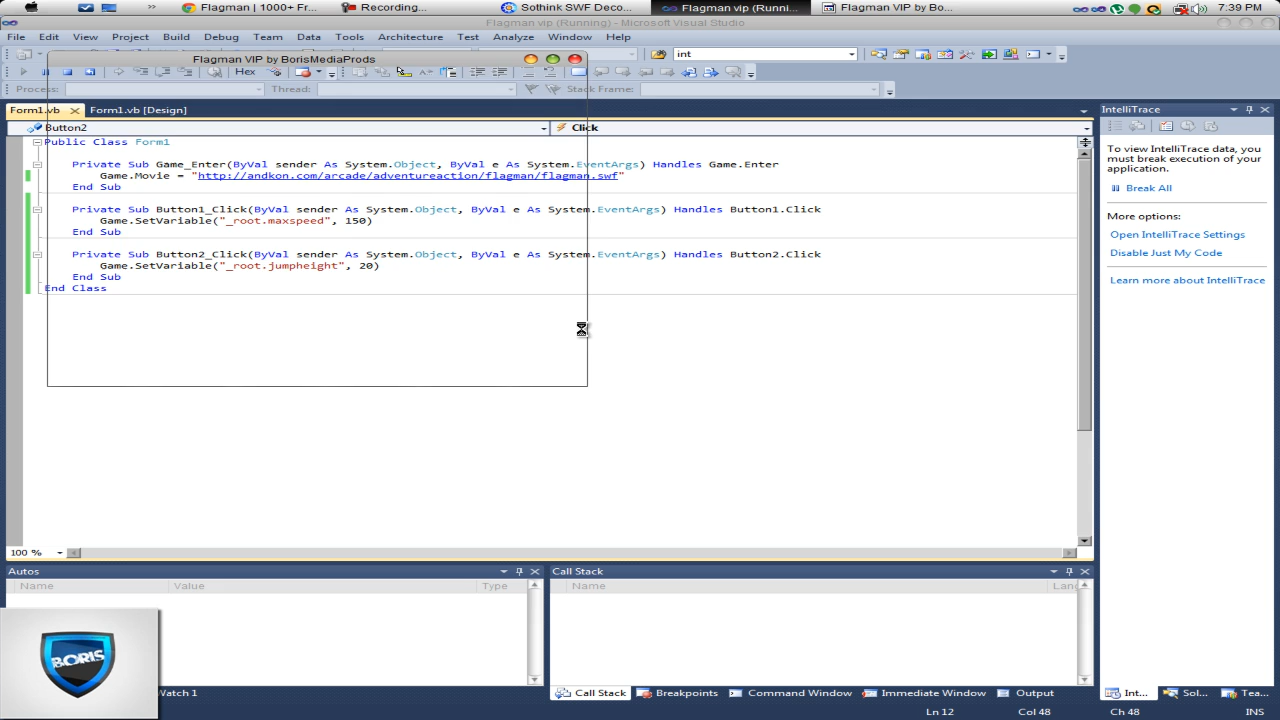 Flagman | 1000+ Fr...
Recording...
Sothink SWF Deco...
Flagman vip (Runni...
Flagman VIP by Bo...
7:39 PM
Flagman vip (Running) - Microsoft Visual Studio
File Edit View Project Build Debug Team Data Tools Architecture Test Analyze Window Help
int
Flagman VIP by BorisMediaProds
Hex
Process:
Thread:
Stack Frame:
Form1.vb
Form1.vb [Design]
IntelliTrace
Button2
Click
Public Class Form1
Private Sub Game_Enter(ByVal sender As System.Object, ByVal e As System.EventArgs) Handles Game.Enter
Game.Movie = "http://andkon.com/arcade/adventureaction/flagman/flagman.swf"
End Sub
Private Sub Button1_Click(ByVal sender As System.Object, ByVal e As System.EventArgs) Handles Button1.Click
Game.SetVariable("_root.maxspeed", 150)
End Sub
Private Sub Button2_Click(ByVal sender As System.Object, ByVal e As System.EventArgs) Handles Button2.Click
Game.SetVariable("_root.jumpheight", 20)
End Sub
End Class
To view IntelliTrace data, you
must break execution of your
application.
Break All
More options:
Open IntelliTrace Settings
Disable Just My Code
Learn more about IntelliTrace
100 %
Autos
Name
Value
Type
Call Stack
Name
Lang
BORIS
Watch 1
Call Stack
Breakpoints
Command Window
Immediate Window
Output
Int...
Sol...
Tea...
Ln 12
Col 48
Ch 48
INS